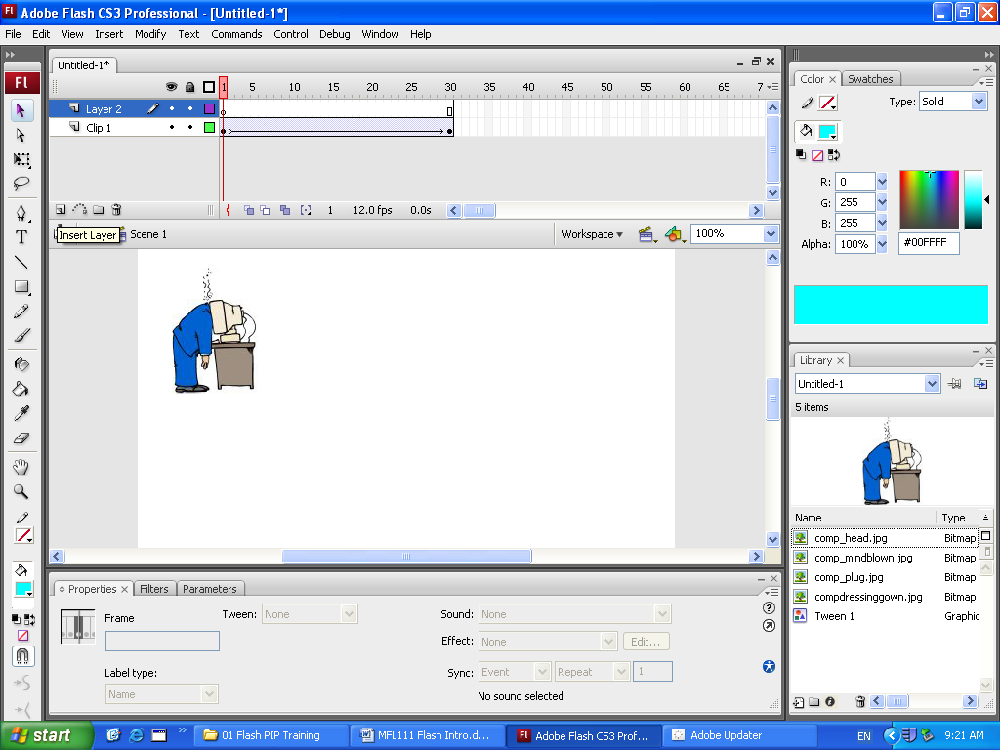 Fl Adobe Flash CS3 Professional - [Untitled-1*]
File Edit View Insert Modify Text Commands Control Debug Window Help
Untitled-1*
1 5 10 15 20 25 30 35 40 45 50 55 60 65 7
Layer 2
Clip 1
1 12.0 fps 0.0s
Insert Layer
Scene 1
Workspace
100%
Fl
T
Properties Filters Parameters
Frame
Label type:
Name
Tween: None
Sound: None
Effect: None Edit...
Sync: Event Repeat 1
No sound selected
Color Swatches
Type: Solid
R: 0
G: 255
B: 255
Alpha: 100%
#00FFFF
Library
Untitled-1
5 items
Name Type
comp_head.jpg Bitmap
comp_mindblown.jpg Bitmap
comp_plug.jpg Bitmap
compdressinggown.jpg Bitmap
Tween 1 Graphic
start
01 Flash PIP Training
MFL111 Flash Intro.d...
Fl Adobe Flash CS3 Prof...
Adobe Updater
EN
9:21 AM